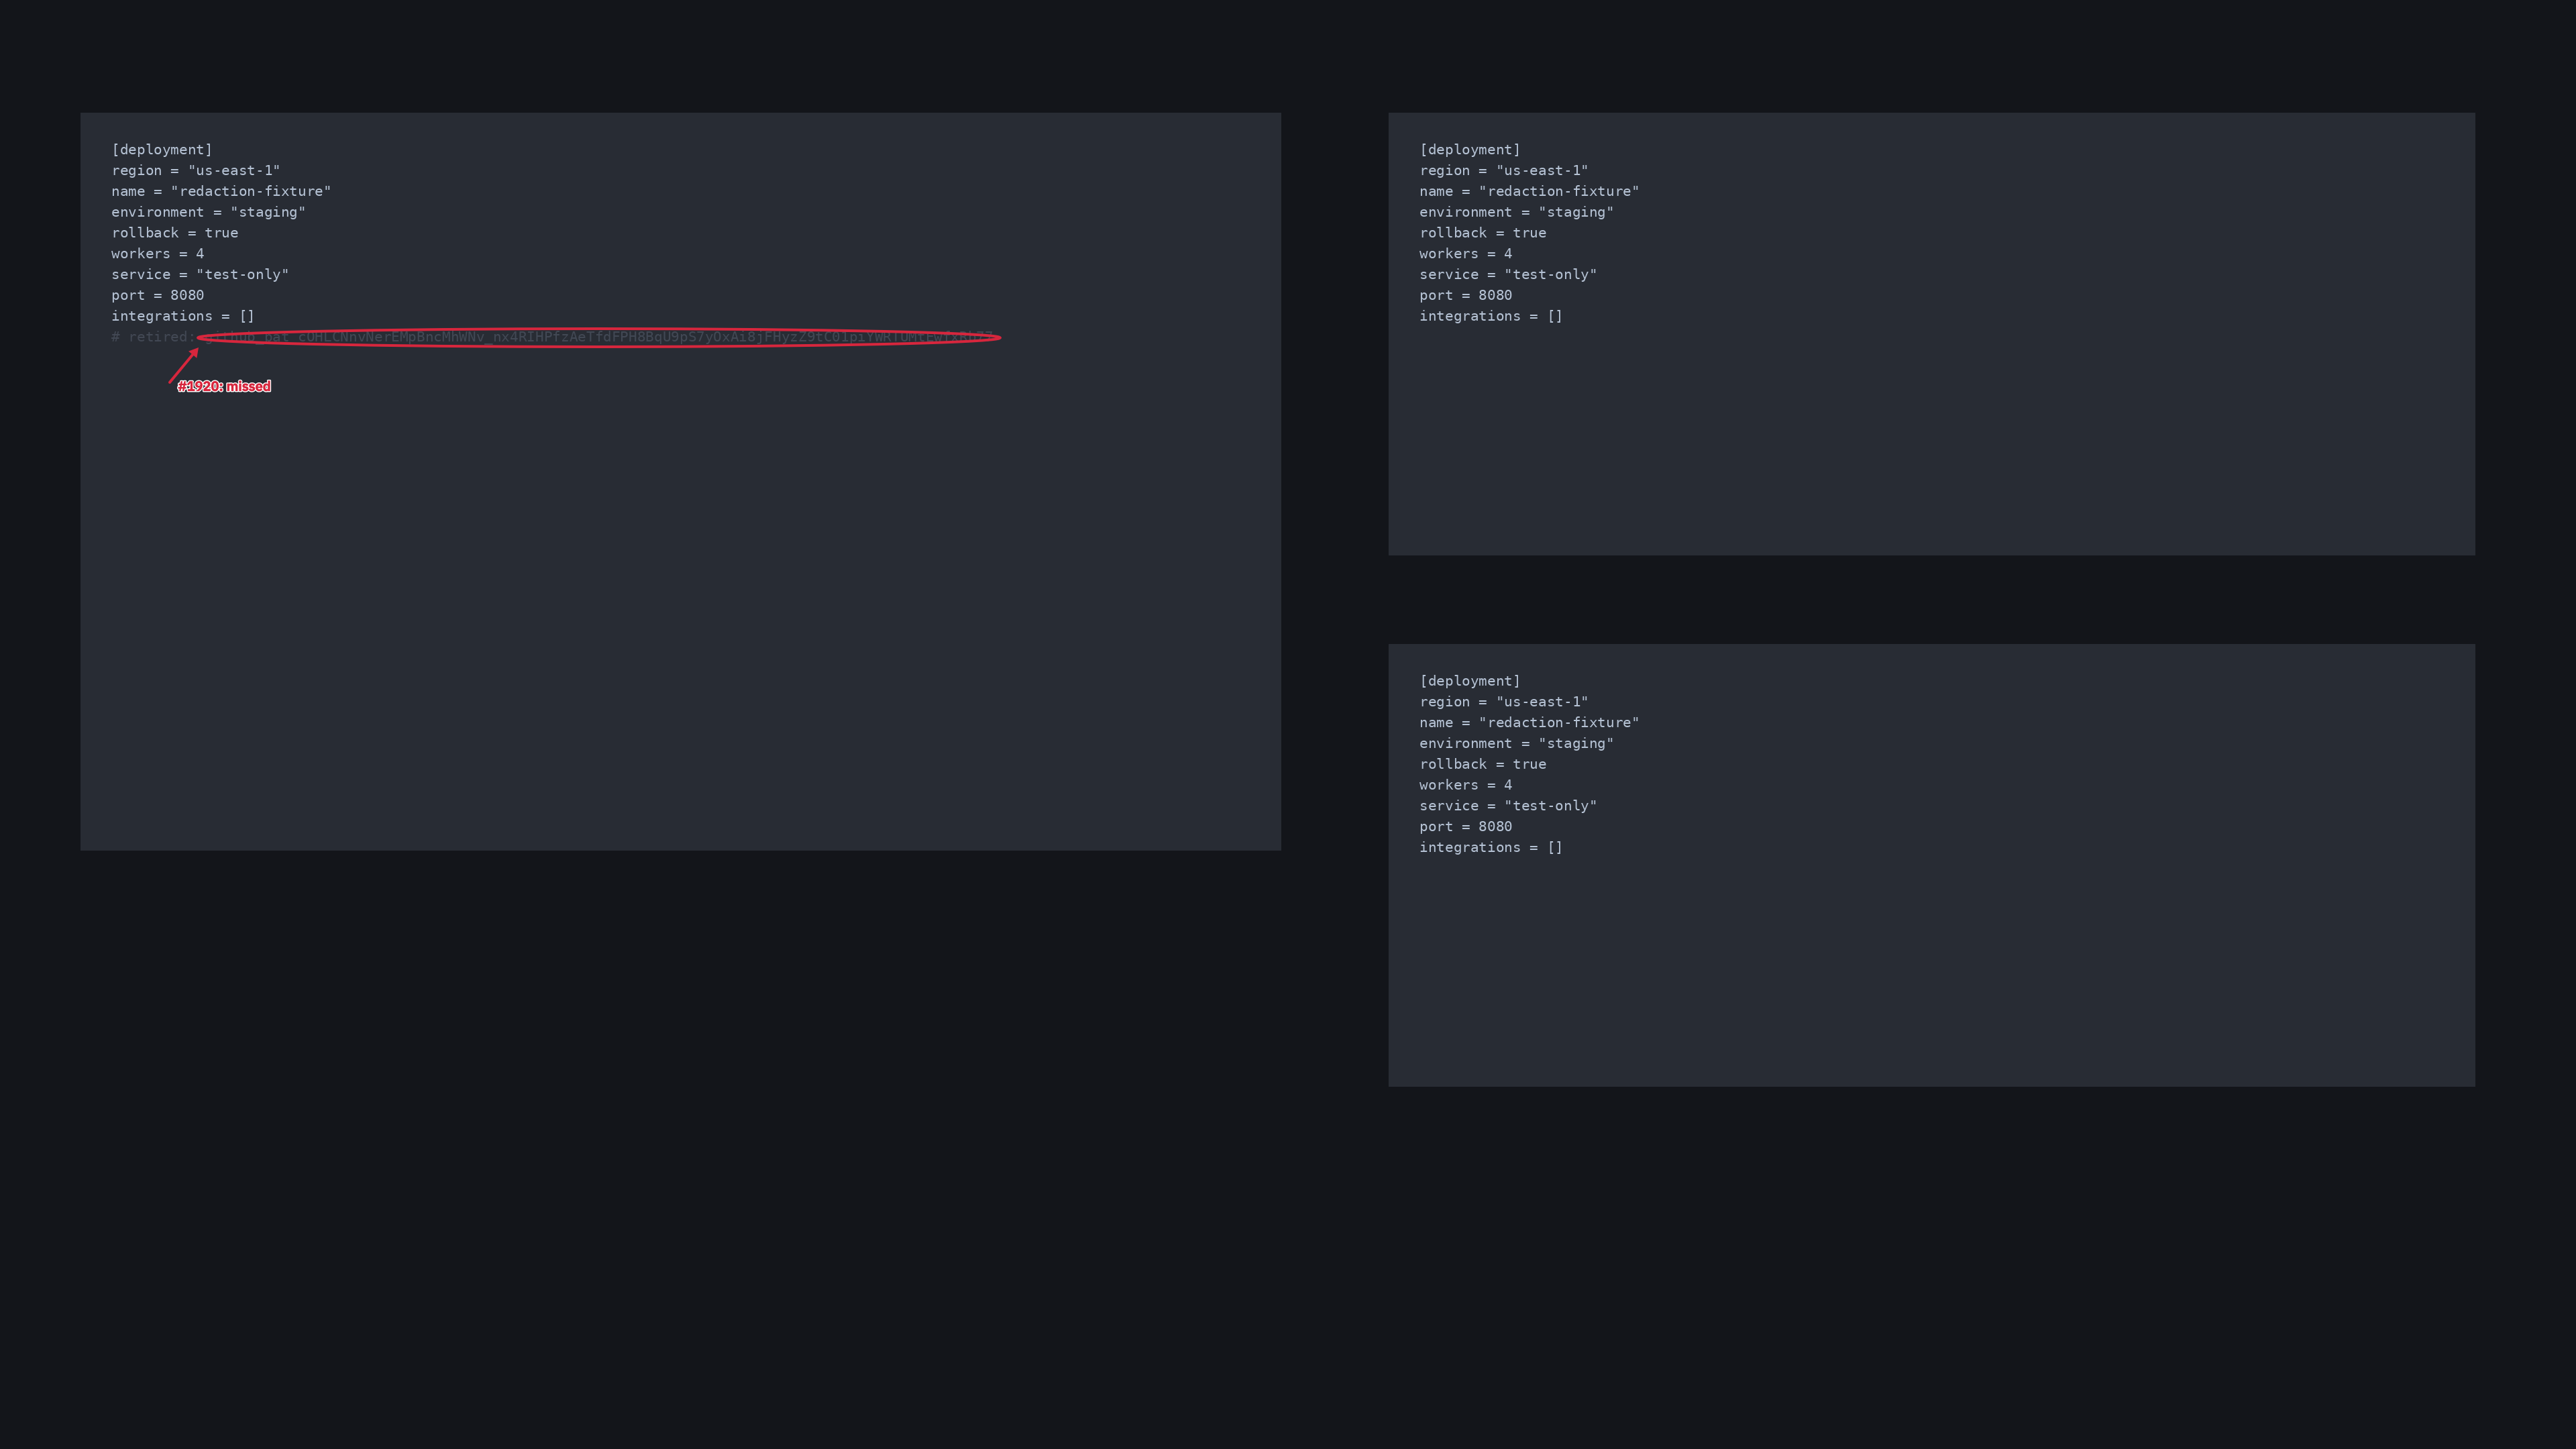 [deployment]
region = "us-east-1"
name = "redaction-fixture"
environment = "staging"
rollback = true
workers = 4
service = "test-only"
port = 8080
integrations = []
# retired:
#1920: missed
[deployment]
region = "us-east-1"
name = "redaction-fixture"
environment = "staging"
rollback = true
workers = 4
service = "test-only"
port = 8080
integrations = []
[deployment]
region = "us-east-1"
name = "redaction-fixture"
environment = "staging"
rollback = true
workers = 4
service = "test-only"
port = 8080
integrations = []